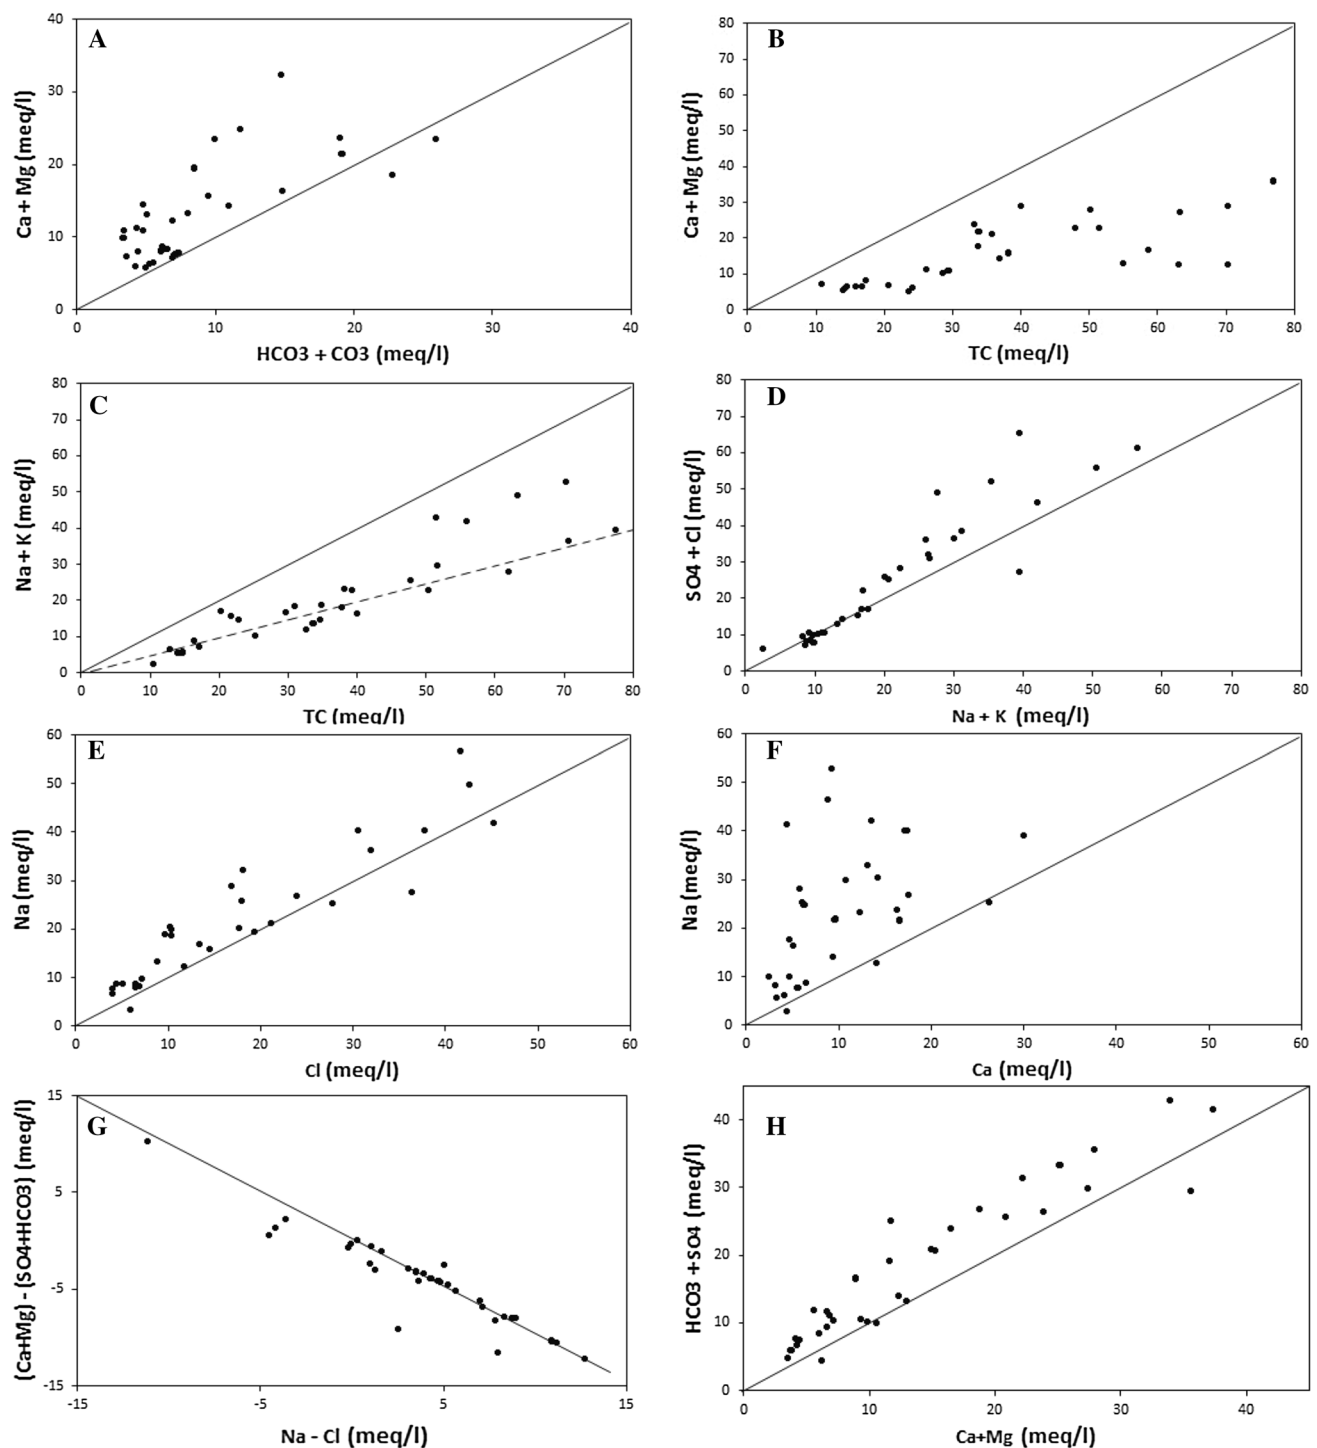 A
Ca + Mg (meq/l)
40
30
20
10
0
0 10 20 30 40
HCO3 + CO3 (meq/l)
B
Ca + Mg (meq/l)
80
70
60
50
40
30
20
10
0
0 10 20 30 40 50 60 70 80
TC (meq/l)
C
Na + K (meq/l)
80
70
60
50
40
30
20
10
0
0 10 20 30 40 50 60 70 80
TC (meq/l)
D
SO4 + Cl (meq/l)
80
70
60
50
40
30
20
10
0
0 10 20 30 40 50 60 70 80
Na + K (meq/l)
E
Na (meq/l)
60
50
40
30
20
10
0
0 10 20 30 40 50 60
Cl (meq/l)
F
Na (meq/l)
60
50
40
30
20
10
0
0 10 20 30 40 50 60
Ca (meq/l)
G
(Ca+Mg) - (SO4+HCO3) (meq/l)
15
5
-5
-15
-15 -5 5 15
Na - Cl (meq/l)
H
HCO3 + SO4 (meq/l)
40
30
20
10
0
0 10 20 30 40
Ca+Mg (meq/l)